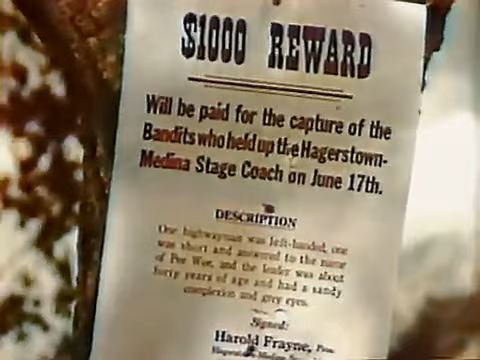 $1000 REWARD
Will be paid for the capture of the
Bandits who held up the Hagerstown-
Medina Stage Coach on June 17th.
DESCRIPTION
One highwayman was left-handed, one
was short and answered to the name
of Pee Wee, and the leader was about
forty years of age and had a sandy
complexion and grey eyes.
Signed:
Harold Frayne, Pres.
Hagerstown-Medina